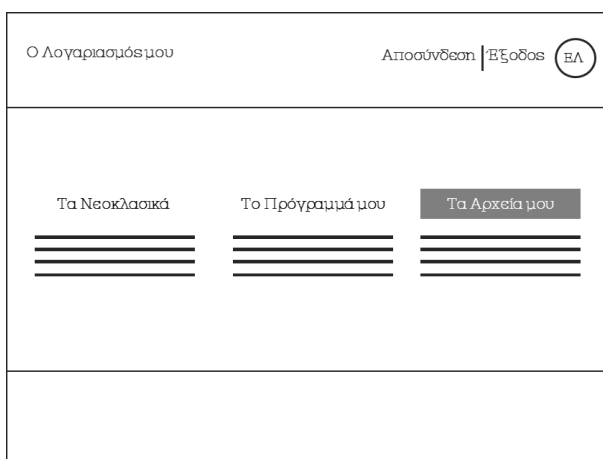 Ο Λογαριασμός μου
Αποσύνδεση | Έξοδος
ΕΛ
Τα Νεοκλασικά
Το Πρόγραμμά μου
Τα Αρχεία μου